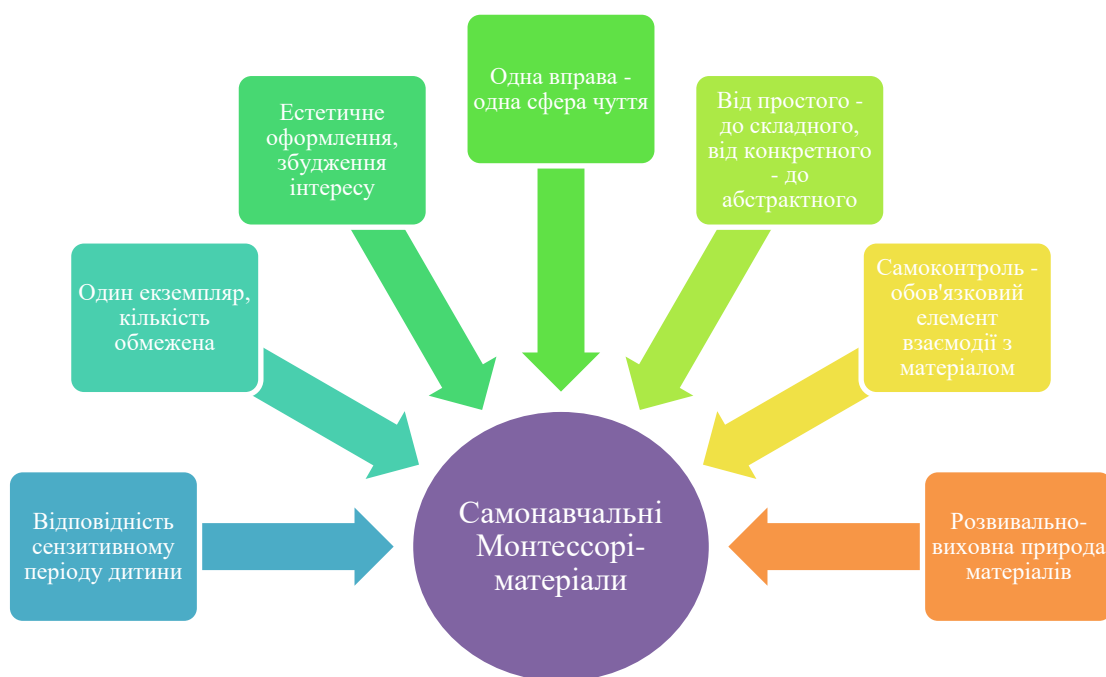 Одна вправа -
одна сфера чуття
Естетичне
оформлення,
збудження
інтересу
Від простого -
до складного,
від конкретного
- до
абстрактного
Один екземпляр,
кількість
обмежена
Самоконтроль -
обов'язковий
елемент
взаємодії з
матеріалом
Відповідність
сензитивному
періоду дитини
Самонавчальні
Монтессорі-
матеріали
Розвивально-
виховна природа
матеріалів